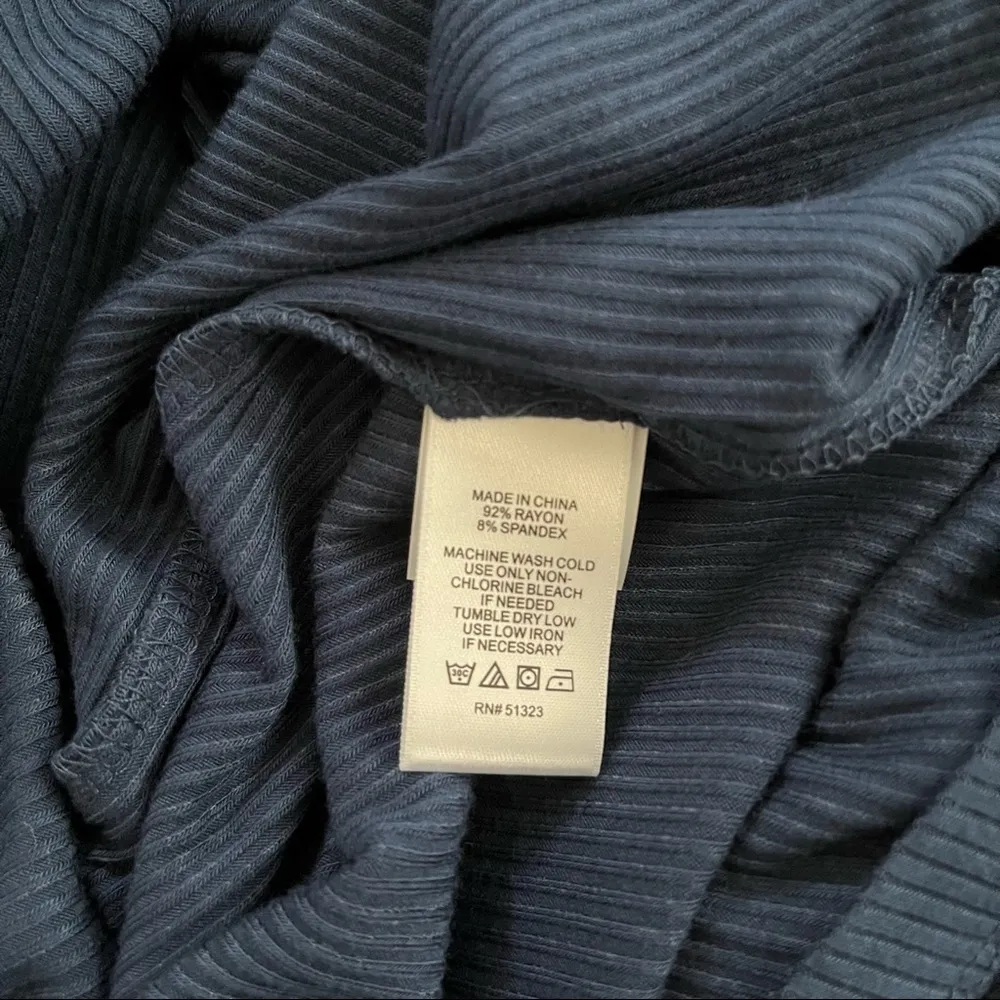 MADE IN CHINA
92% RAYON
8% SPANDEX
MACHINE WASH COLD
USE ONLY NON-
CHLORINE BLEACH
IF NEEDED
TUMBLE DRY LOW
USE LOW IRON
IF NECESSARY
30C
RN# 51323